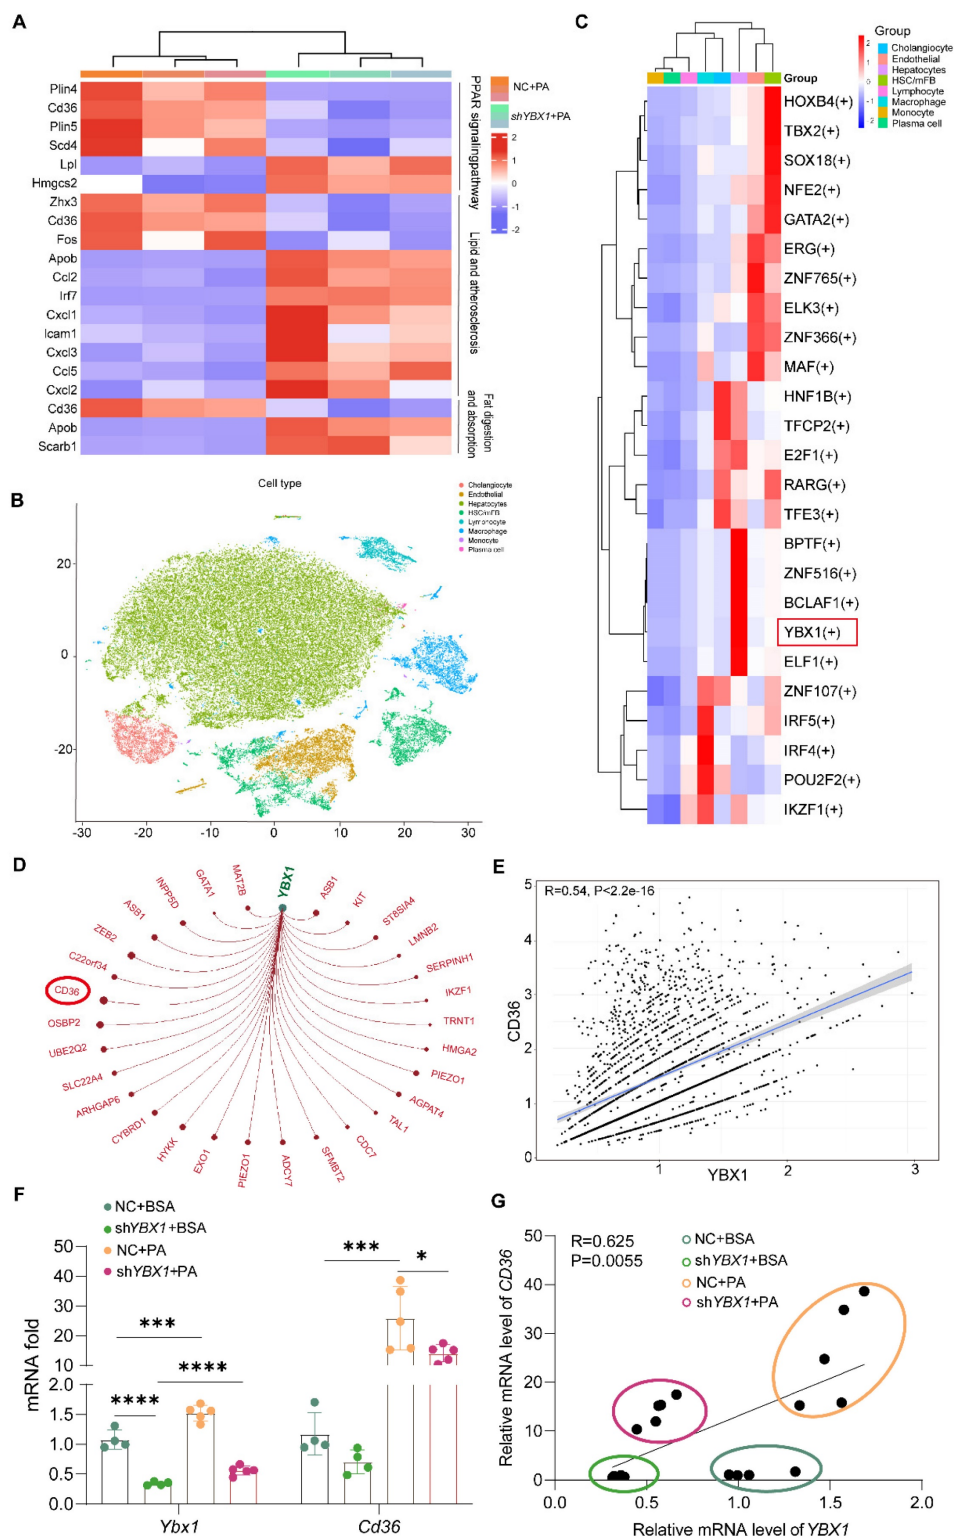 A
Plin4
Cd36
Plin5
Scd4
Lpl
Hmgcs2
Zhx3
Cd36
Fos
Apob
Ccl2
Irf7
Cxcl1
Icam1
Cxcl3
Ccl5
Cxcl2
Cd36
Apob
Scarb1
PPAR signalingpathway
Lipid and atherosclerosis
Fat digestion
and absorption
NC+PA
shYBX1+PA
2
1
0
-1
-2
B
Cell type
Cholangiocyte
Endothelial
Hepatocytes
HSC/mFB
Lymphocyte
Macrophage
Monocyte
Plasma cell
20
0
-20
-30
-20
-10
0
10
20
30
C
2
1
0
1
2
Group
Cholangiocyte
Endothelial
Hepatocytes
HSC/mFB
Lymphocyte
Macrophage
Monocyte
Plasma cell
Group
HOXB4(+)
TBX2(+)
SOX18(+)
NFE2(+)
GATA2(+)
ERG(+)
ZNF765(+)
ELK3(+)
ZNF366(+)
MAF(+)
HNF1B(+)
TFCP2(+)
E2F1(+)
RARG(+)
TFE3(+)
BPTF(+)
ZNF516(+)
BCLAF1(+)
YBX1(+)
ELF1(+)
ZNF107(+)
IRF5(+)
IRF4(+)
POU2F2(+)
IKZF1(+)
D
YBX1
ASB1
KIT
ST8SIA4
LMNB2
SERPINH1
IKZF1
TRNT1
HMGA2
PIEZO1
AGPAT4
TAL1
CDC7
SFMBT2
ADCY7
PIEZO1
EXO1
HYKK
CYBRD1
ARHGAP6
SLC22A4
UBE2Q2
OSBP2
CD36
C22orf34
ZEB2
ASB1
INPP5D
GATA1
MAT2B
E
R=0.54, P<2.2e-16
CD36
5
4
3
2
1
0
1
2
3
YBX1
F
NC+BSA
shYBX1+BSA
NC+PA
shYBX1+PA
mRNA fold
50
40
30
20
10
2.0
1.5
1.0
0.5
0.0
***
****
****
***
*
Ybx1
Cd36
G
R=0.625
P=0.0055
NC+BSA
shYBX1+BSA
NC+PA
shYBX1+PA
Relative mRNA level of CD36
50
40
30
20
10
0
0.0
0.5
1.0
1.5
2.0
Relative mRNA level of YBX1